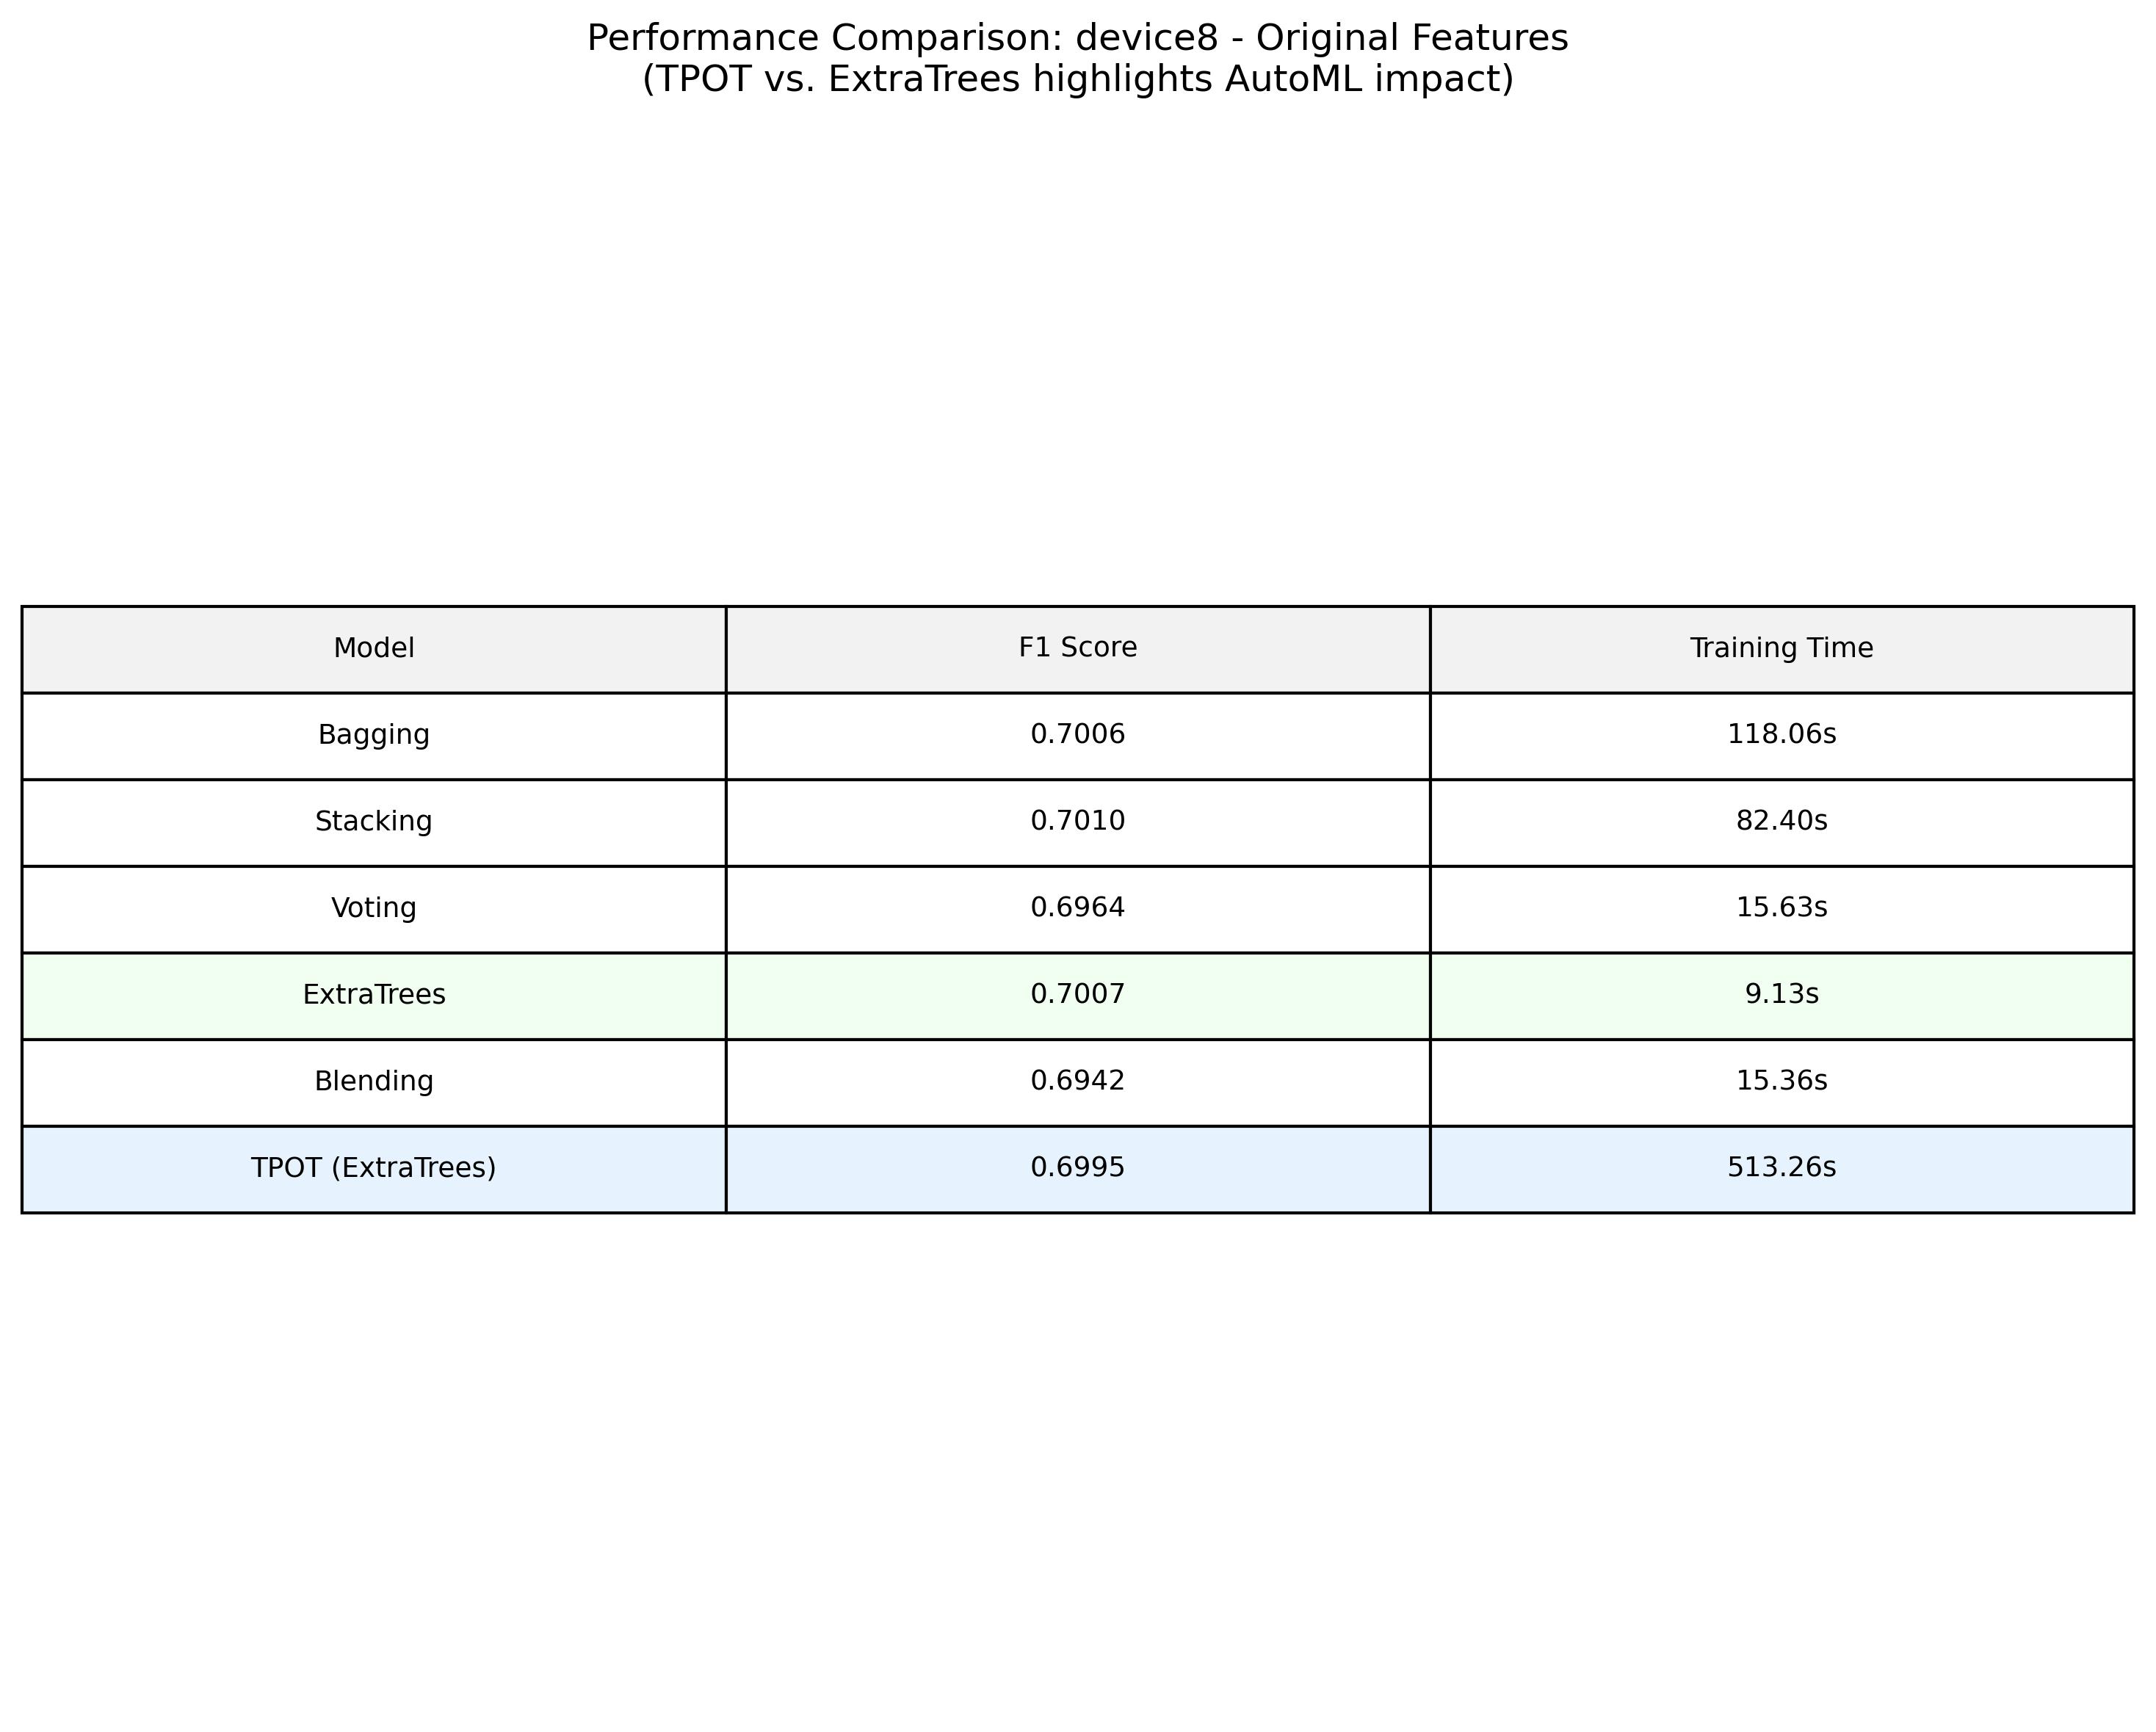 Performance Comparison: device8 - Original Features
(TPOT vs. ExtraTrees highlights AutoML impact)
Model F1 Score Training Time
Bagging 0.7006 118.06s
Stacking 0.7010 82.40s
Voting 0.6964 15.63s
ExtraTrees 0.7007 9.13s
Blending 0.6942 15.36s
TPOT (ExtraTrees) 0.6995 513.26s